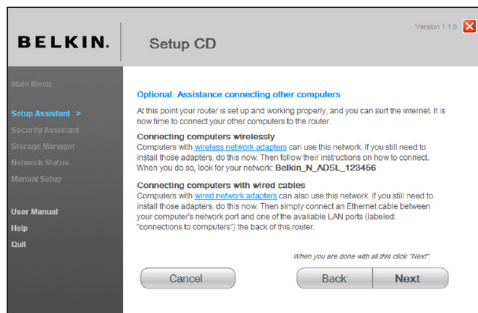 Version 1.1.0
BELKIN.
Setup CD
Main Menu
Setup Assistant >
Security Assistant
Storage Manager
Network Status
Manual Setup
User Manual
Help
Quit
Optional: Assistance connecting other computers
At this point your router is set up and working properly, and you can surf the internet. It is
now time to connect your other computers to the router.
Connecting computers wirelessly
Computers with wireless network adapters can use this network. If you still need to
install those adapters, do this now. Then follow their instructions on how to connect.
When you do so, look for your network: Belkin_N_ADSL_123456
Connecting computers with wired cables
Computers with wired network adapters can also use this network. If you still need to
install those adapters, do this now. Then simply connect an Ethernet cable between
your computer's network port and one of the available LAN ports (labeled:
"connections to computers") the back of this router.
When you are done with all this click "Next".
Cancel
Back
Next